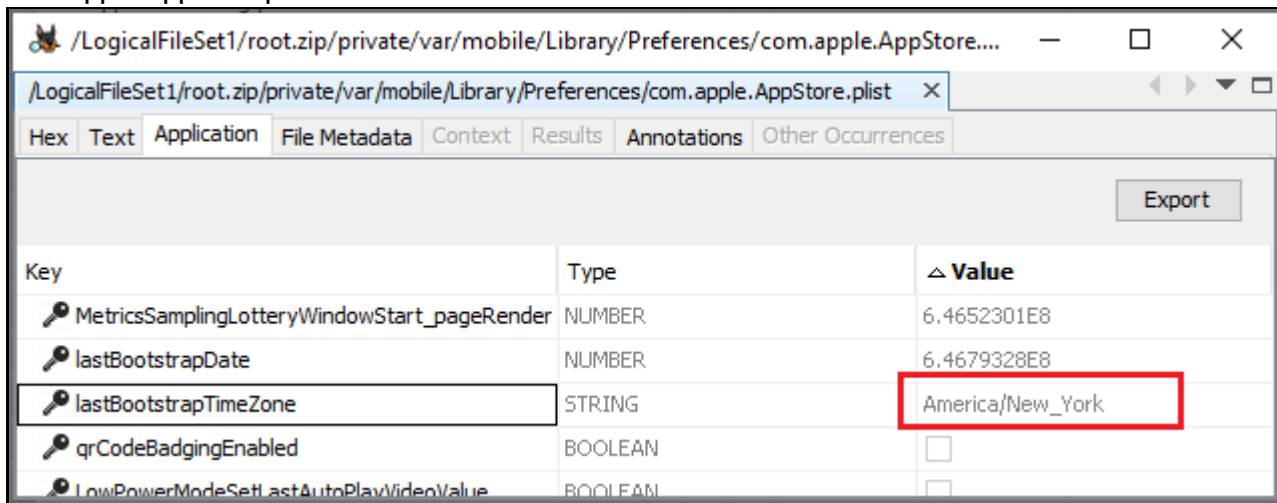 /LogicalFileSet1/root.zip/private/var/mobile/Library/Preferences/com.apple.AppStore....
/LogicalFileSet1/root.zip/private/var/mobile/Library/Preferences/com.apple.AppStore.plist
Hex Text Application File Metadata Context Results Annotations Other Occurrences
Export
Key Type Value
MetricsSamplingLotteryWindowStart_pageRender NUMBER 6.4652301E8
lastBootstrapDate NUMBER 6.4679328E8
lastBootstrapTimeZone STRING America/New_York
qrCodeBadgingEnabled BOOLEAN
LowPowerModeSetLastAutoPlayVideoValue BOOLEAN